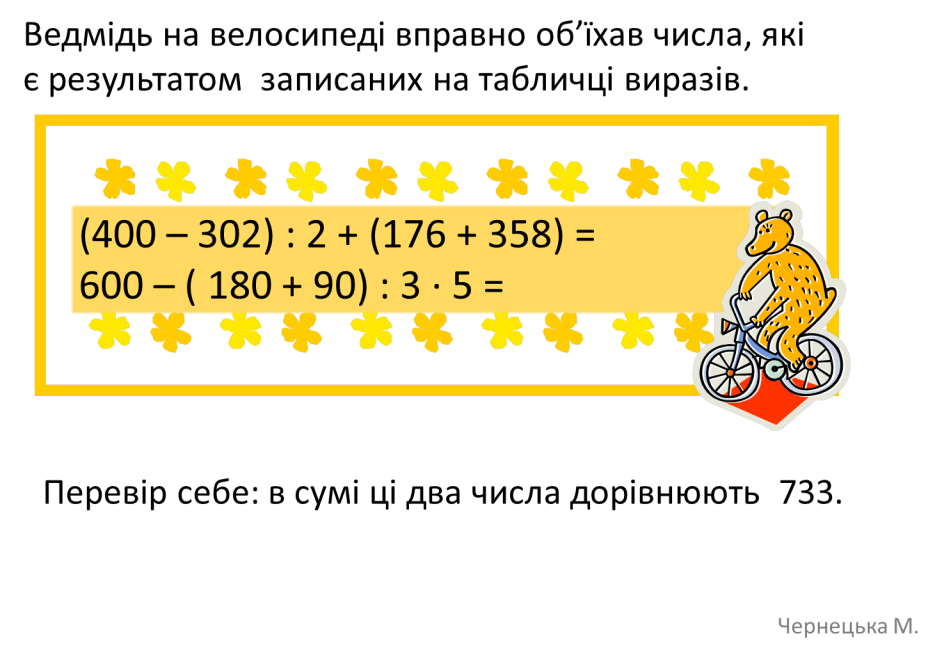 Ведмідь на велосипеді вправно об’їхав числа, які
є результатом записаних на табличці виразів.
(400 – 302) : 2 + (176 + 358) =
600 – ( 180 + 90) : 3 · 5 =
Перевір себе: в сумі ці два числа дорівнюють 733.
Чернецька М.